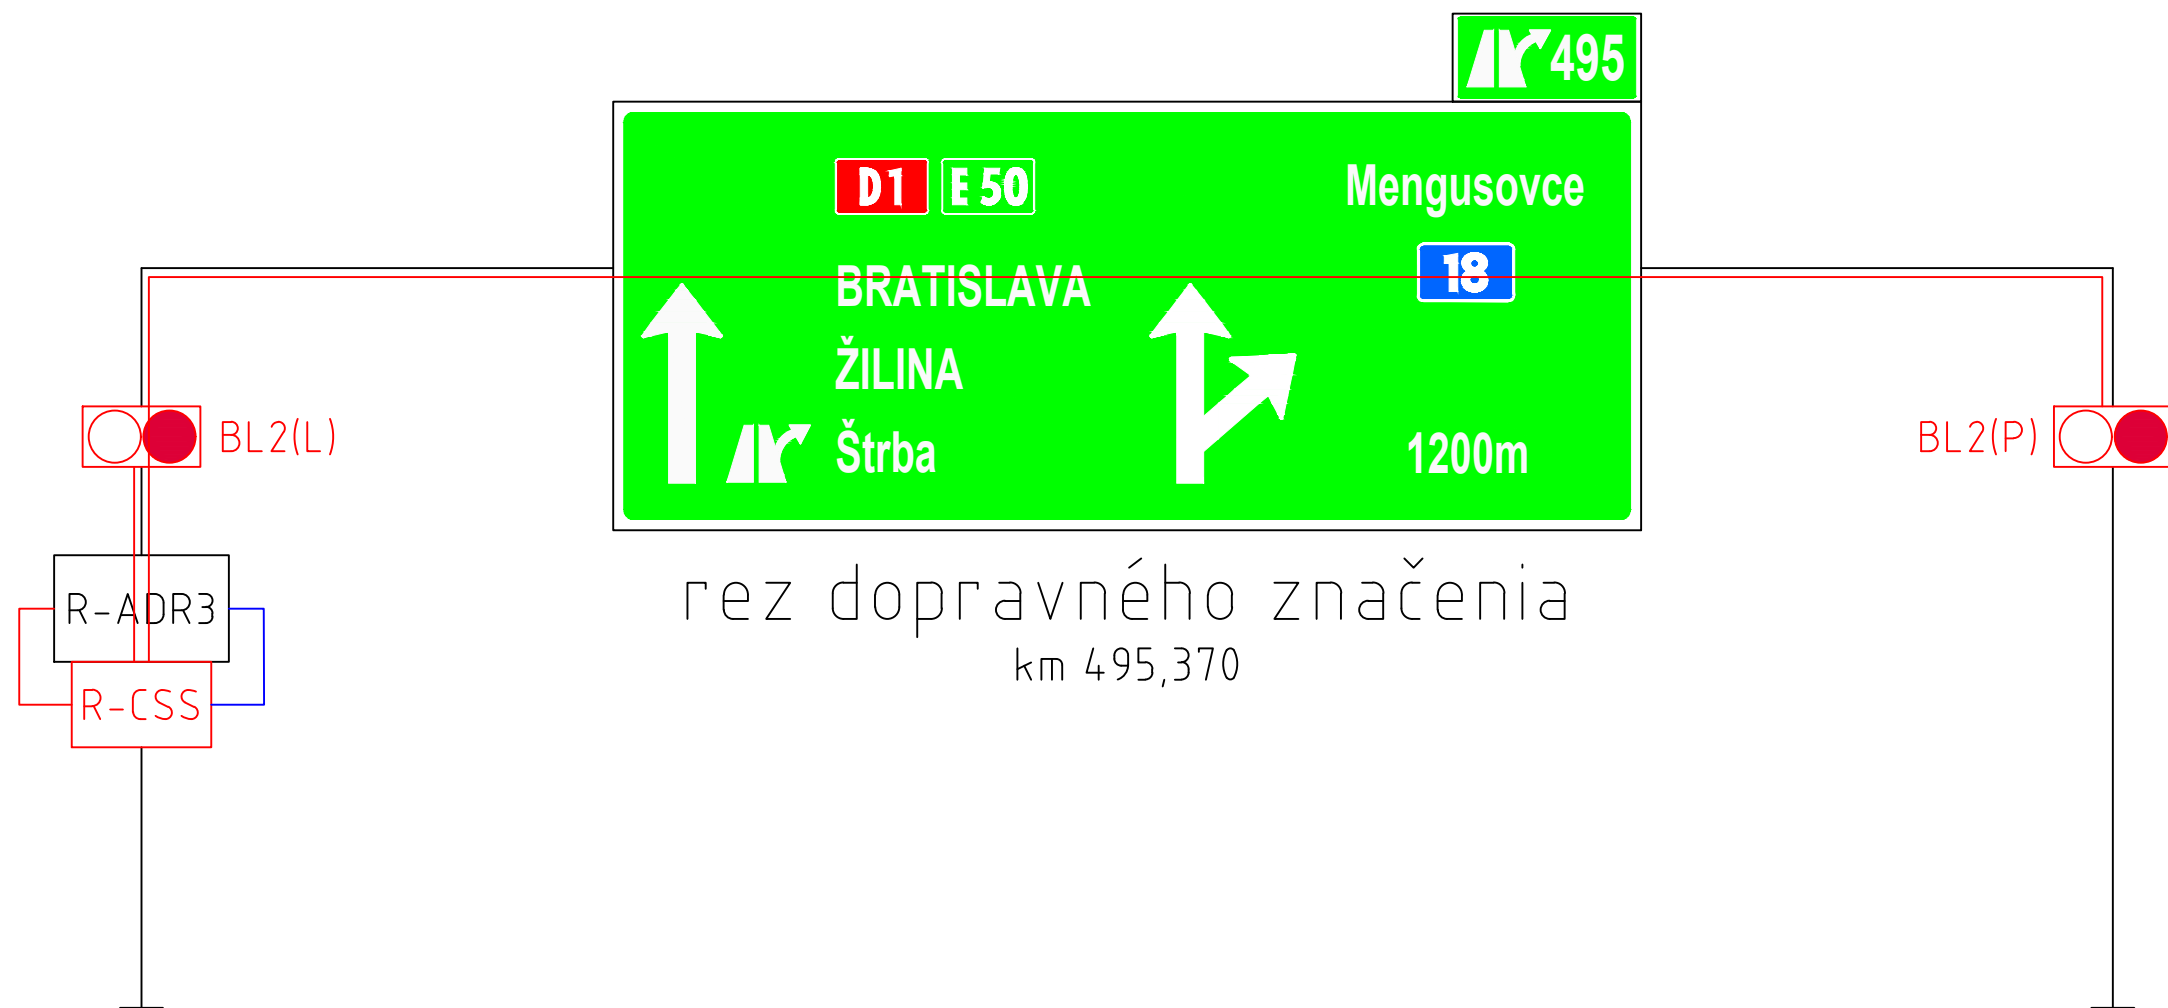 495
D1 E 50
Mengusovce
18
BRATISLAVA
ŽILINA
Štrba
1200m
BL2(L)
BL2(P)
R-ADR3
R-CSS
rez dopravného značenia
km 495,370